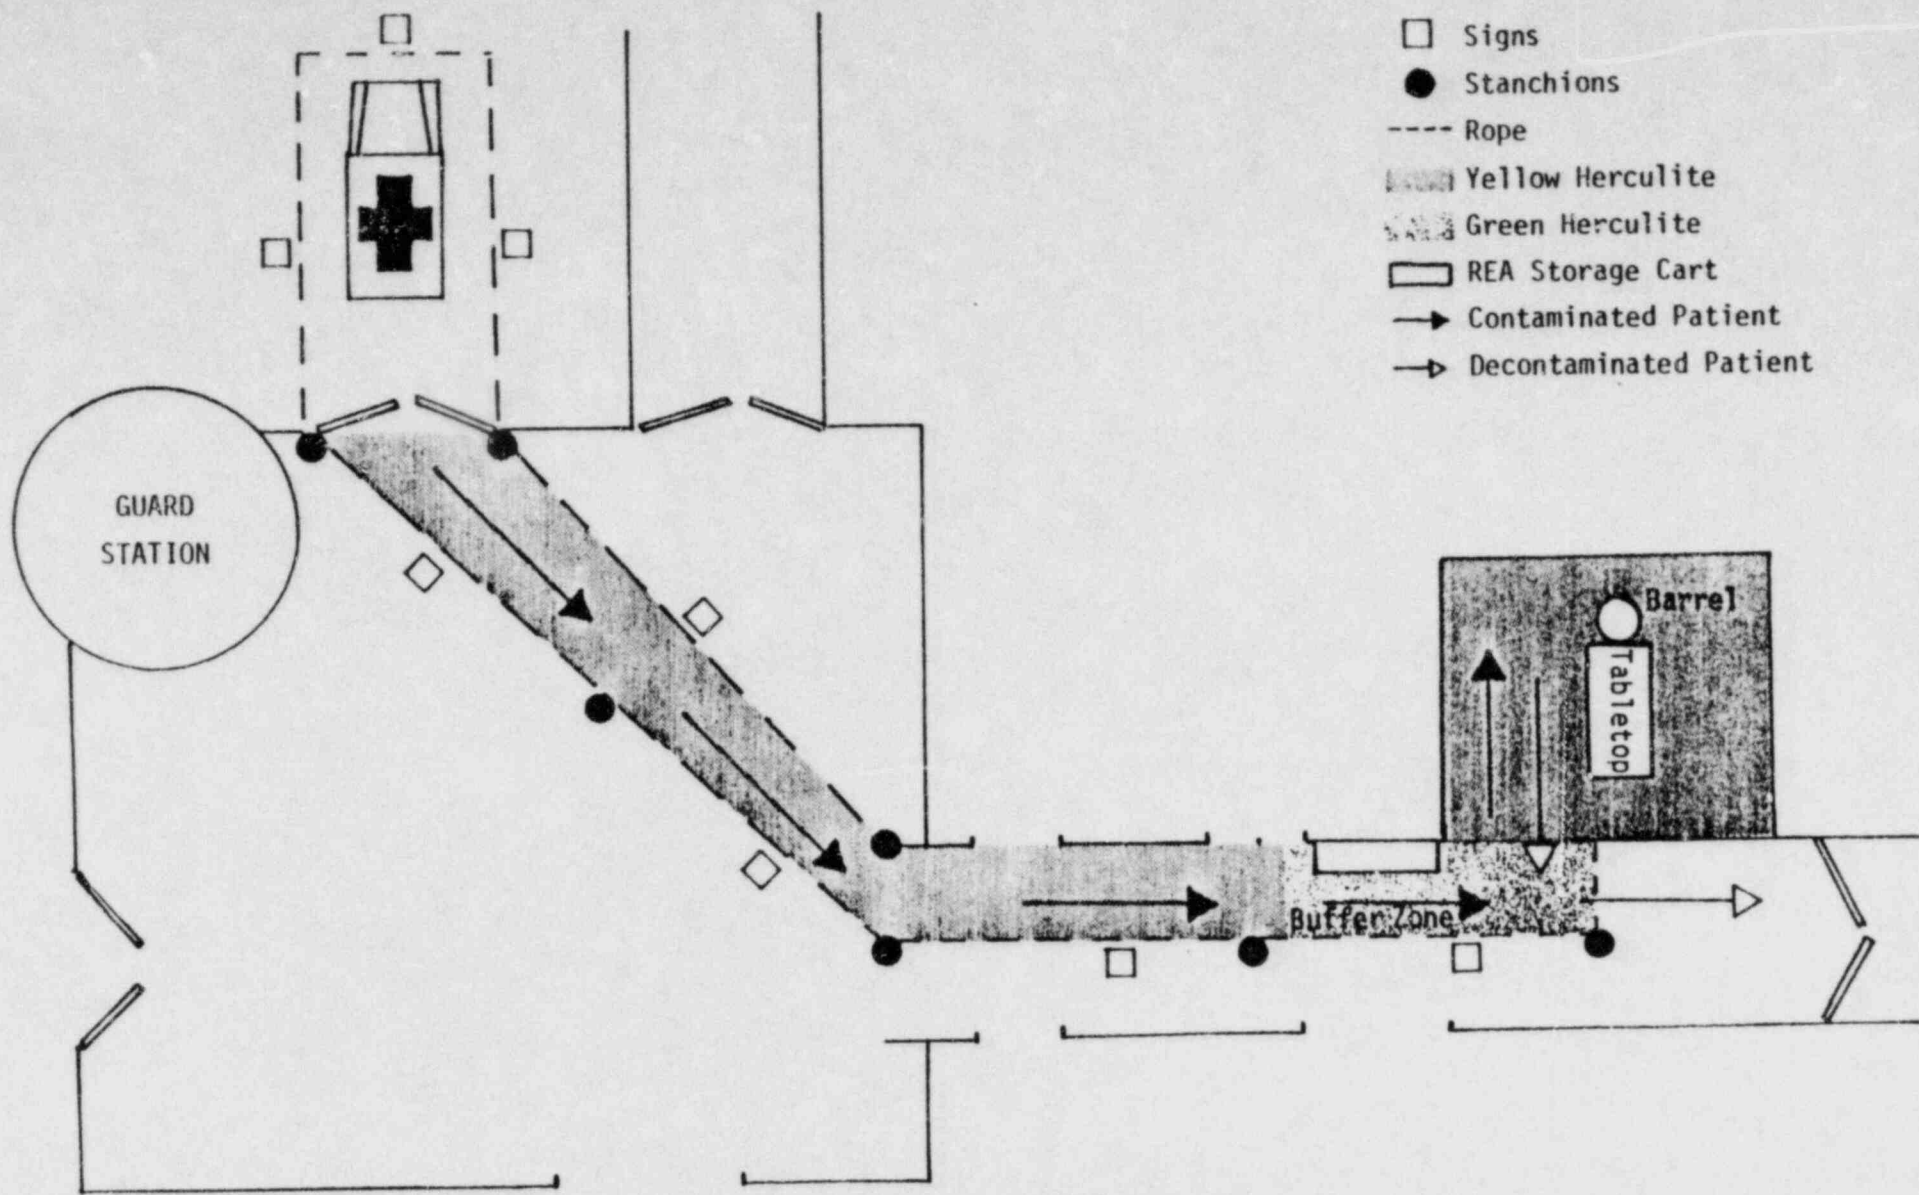 Signs
Stanchions
Rope
Yellow Herculite
Green Herculite
REA Storage Cart
Contaminated Patient
Decontaminated Patient
GUARD
STATION
Barrel
Tabletop
Buffer Zone